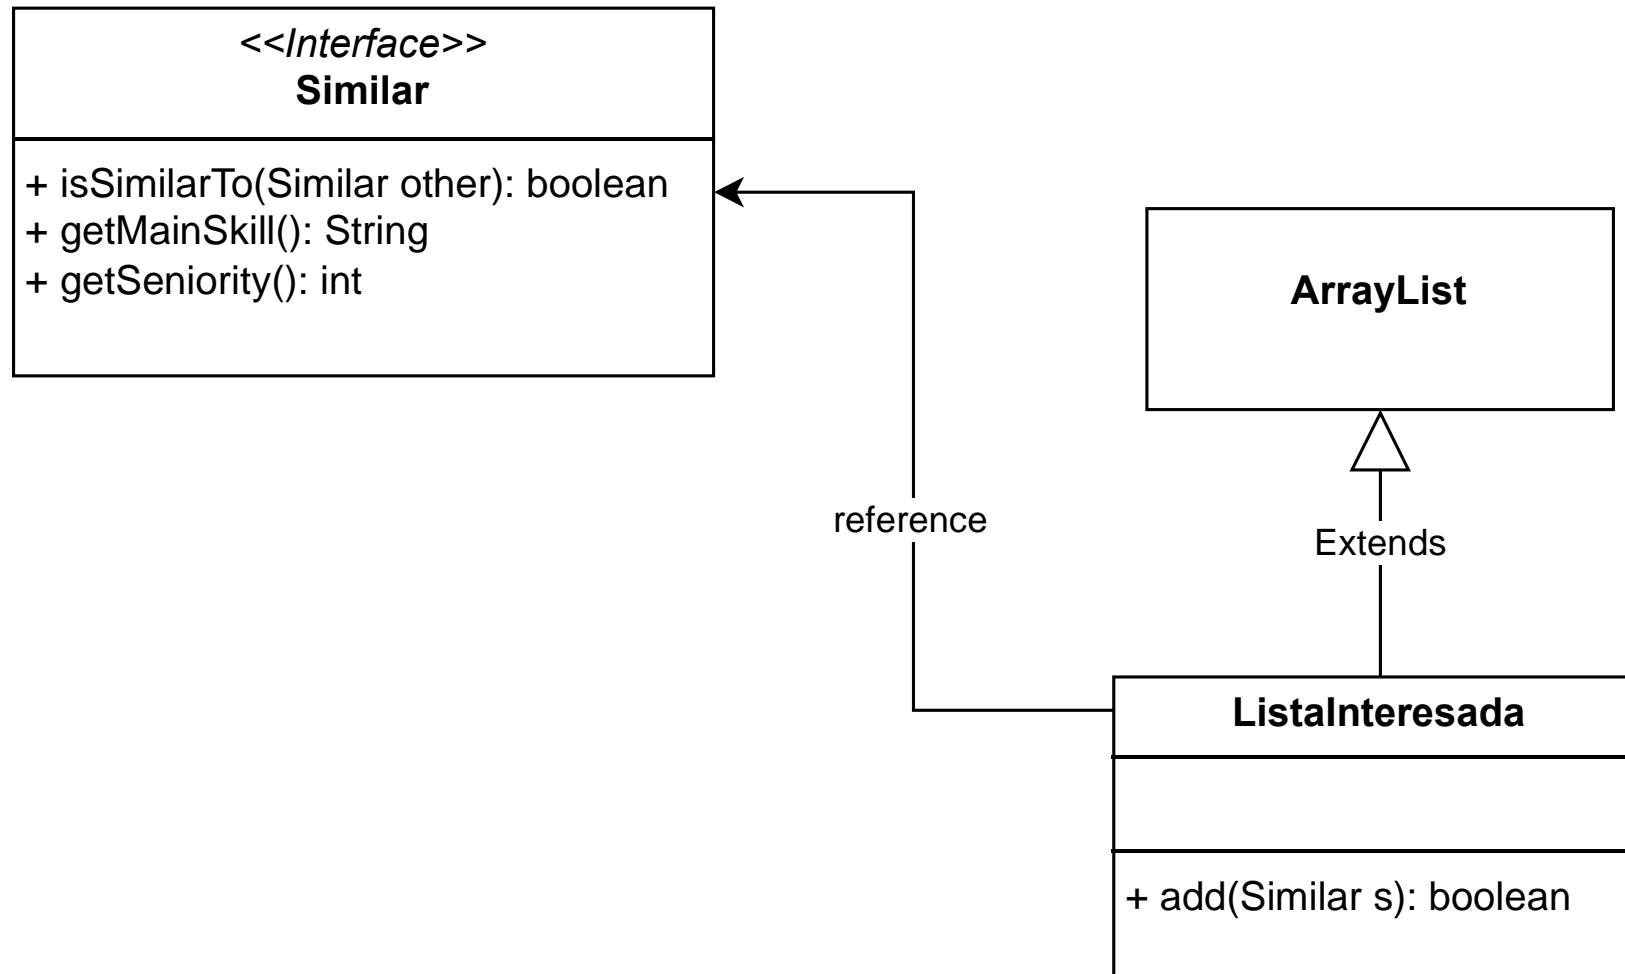 <<Interface>>
Similar
+ isSimilarTo(Similar other): boolean
+ getMainSkill(): String
+ getSeniority(): int
ArrayList
reference
Extends
ListaInteresada
+ add(Similar s): boolean